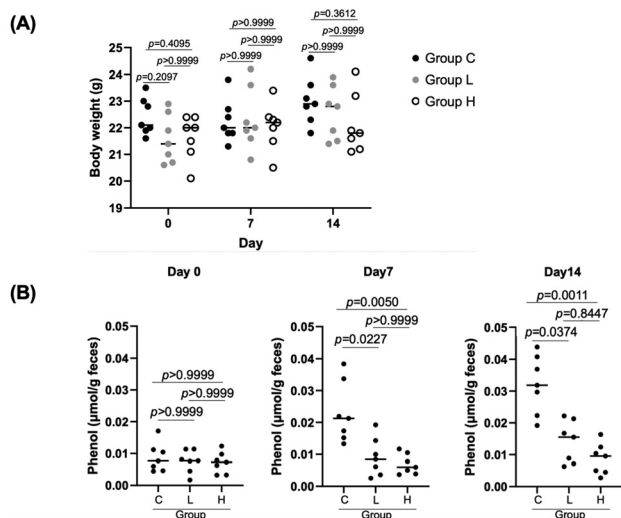 (A)
p>0.9999
p=0.3612
p=0.4095
p>0.9999
p>0.9999
p>0.9999
p=0.2097
p>0.9999
p>0.9999
Group C
Group L
Group H
Body weight (g)
25
24
23
22
21
20
19
0
7
14
Day
(B)
Day 0
Phenol (µmol/g feces)
0.05
0.04
0.03
0.02
0.01
0.00
p>0.9999
p>0.9999
p>0.9999
C L H
Group
Day7
p=0.0050
p>0.9999
p=0.0227
Phenol (µmol/g feces)
0.05
0.04
0.03
0.02
0.01
0.00
C L H
Group
Day14
p=0.0011
p=0.8447
p=0.0374
Phenol (µmol/g feces)
0.05
0.04
0.03
0.02
0.01
0.00
C L H
Group